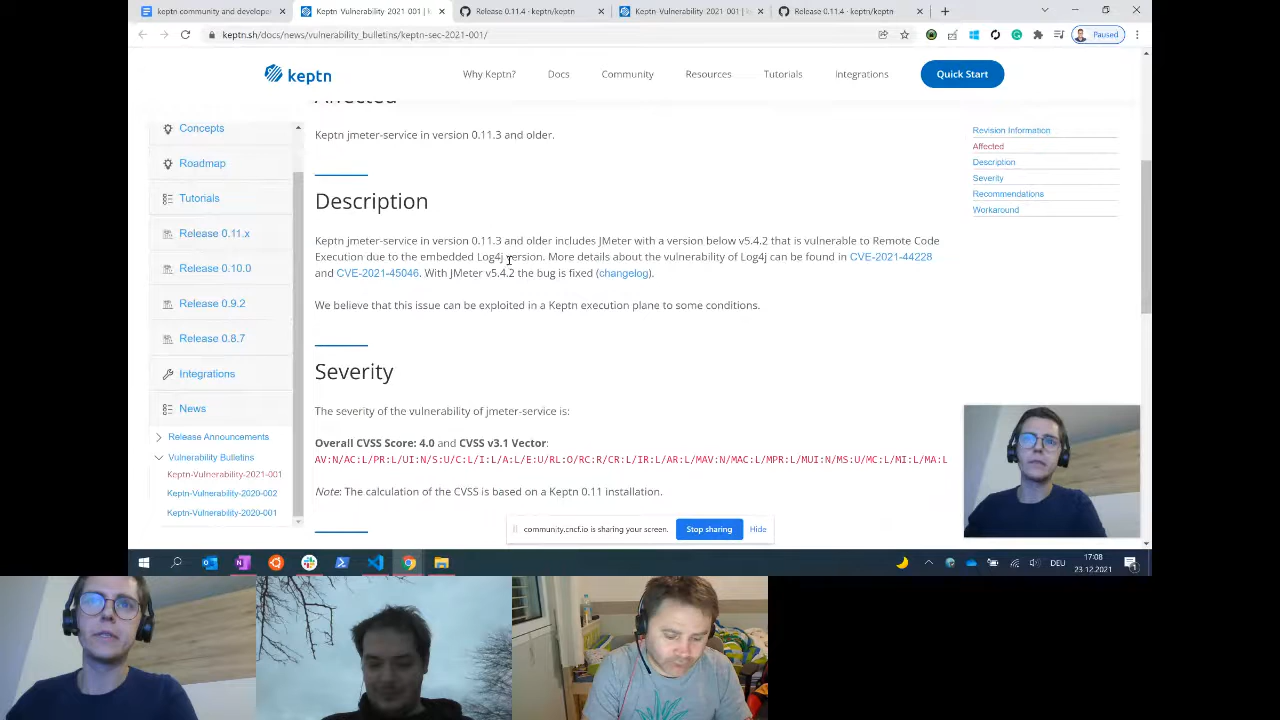 keptn community and develope
Keptn-Vulnerability-2021-001 | k
Release 0.11.4 · keptn/keptn
Keptn-Vulnerability-2021-001 | k
Release 0.11.4 · keptn/keptn
keptn.sh/docs/news/vulnerability_bulletins/keptn-sec-2021-001/
Paused
keptn
Why Keptn?
Docs
Community
Resources
Tutorials
Integrations
Quick Start
Affected
Keptn jmeter-service in version 0.11.3 and older.
Concepts
Roadmap
Tutorials
Release 0.11.x
Release 0.10.0
Release 0.9.2
Release 0.8.7
Integrations
News
Release Announcements
Vulnerability Bulletins
Keptn-Vulnerability-2021-001
Keptn-Vulnerability-2020-002
Keptn-Vulnerability-2020-001
Description
Keptn jmeter-service in version 0.11.3 and older includes JMeter with a version below v5.4.2 that is vulnerable to Remote Code
Execution due to the embedded Log4j version. More details about the vulnerability of Log4j can be found in CVE-2021-44228
and CVE-2021-45046. With JMeter v5.4.2 the bug is fixed (changelog).
We believe that this issue can be exploited in a Keptn execution plane to some conditions.
Severity
The severity of the vulnerability of jmeter-service is:
Overall CVSS Score: 4.0 and CVSS v3.1 Vector:
AV:N/AC:L/PR:L/UI:N/S:U/C:L/I:L/A:L/E:U/RL:O/RC:R/CR:L/IR:L/AR:L/MAV:N/MAC:L/MPR:L/MUI:N/MS:U/MC:L/MI:L/MA:L
Note: The calculation of the CVSS is based on a Keptn 0.11 installation.
Revision Information
Affected
Description
Severity
Recommendations
Workaround
community.cncf.io is sharing your screen.
Stop sharing
Hide
DEU
17:08
23.12.2021